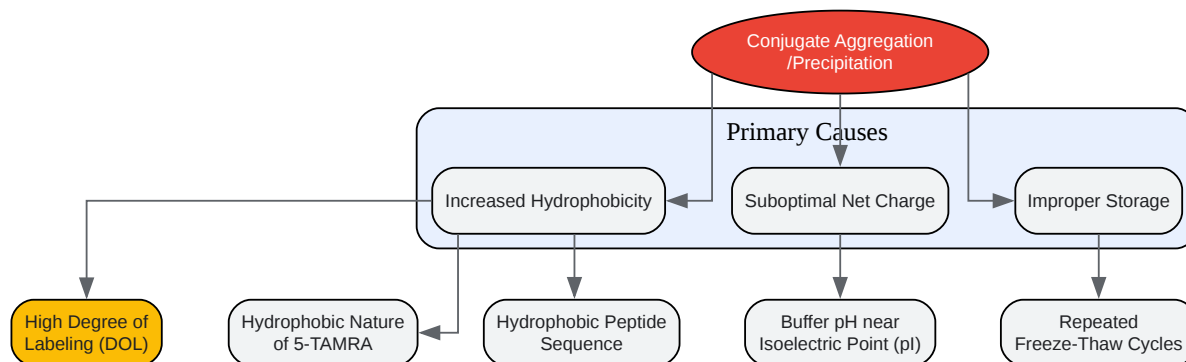 Conjugate Aggregation
/Precipitation
Primary Causes
Increased Hydrophobicity
Suboptimal Net Charge
Improper Storage
High Degree of
Labeling (DOL)
Hydrophobic Nature
of 5-TAMRA
Hydrophobic Peptide
Sequence
Buffer pH near
Isoelectric Point (pI)
Repeated
Freeze-Thaw Cycles